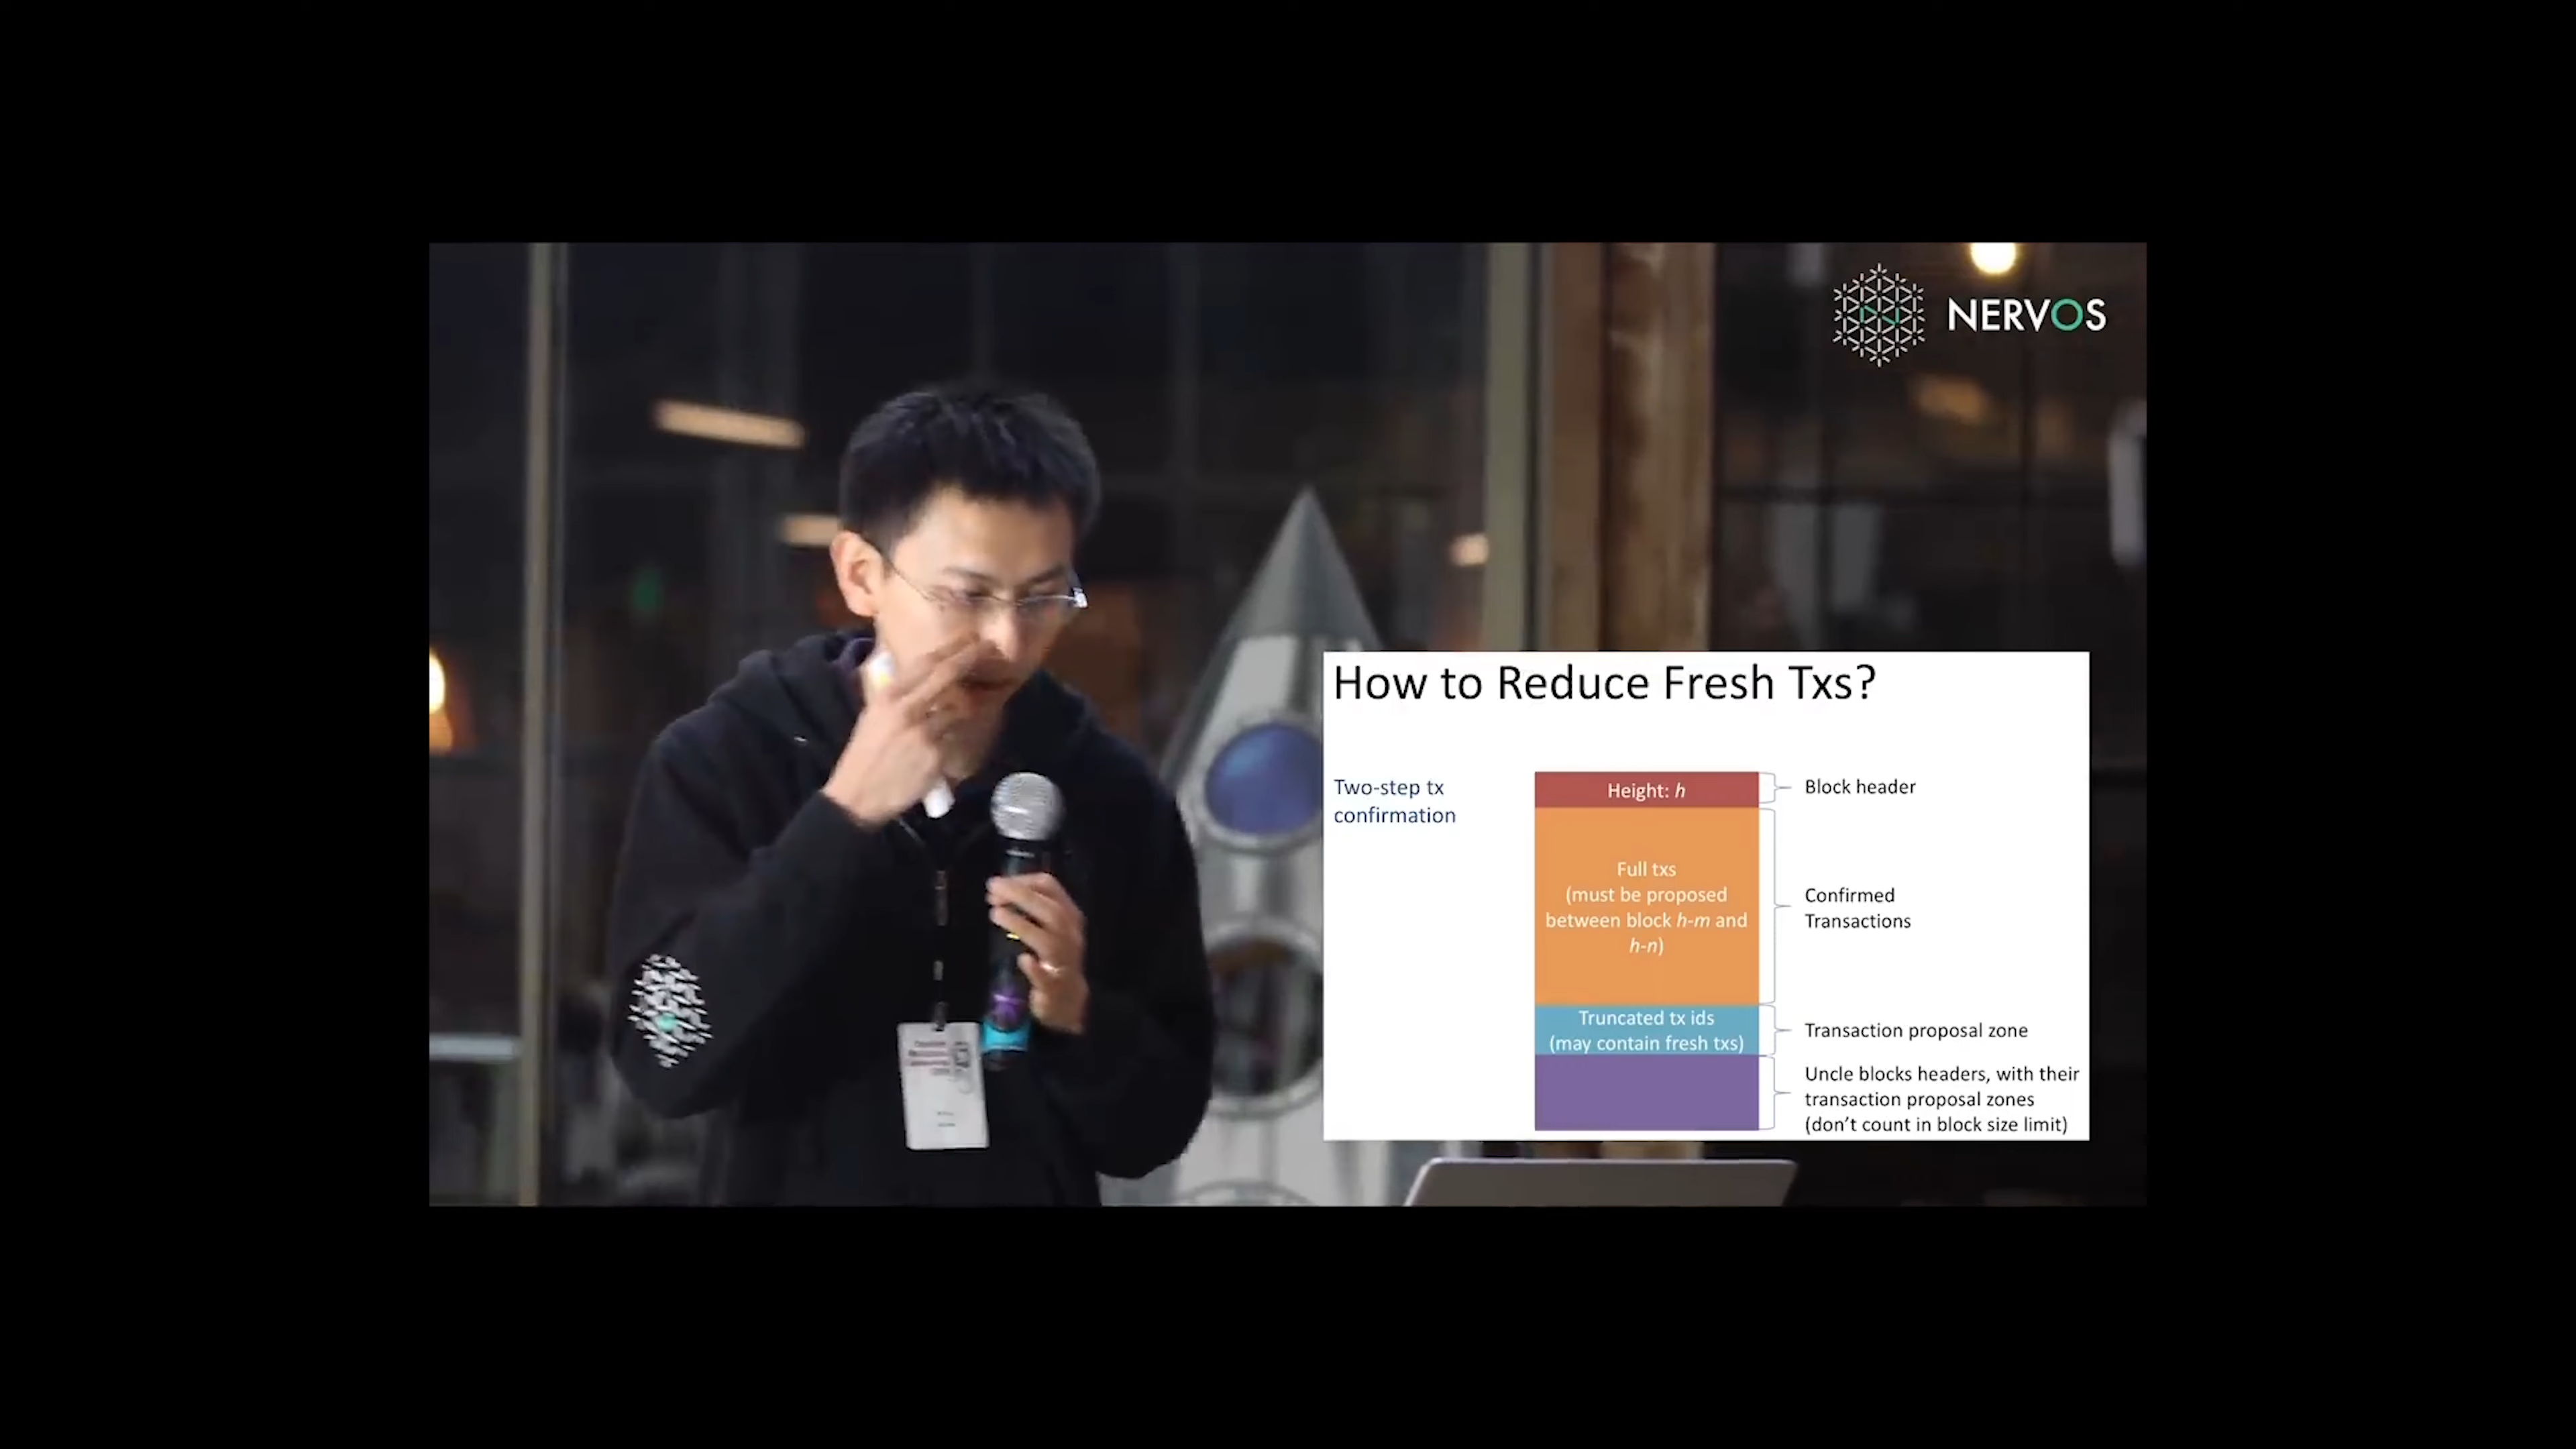 NERVOS
How to Reduce Fresh Txs?
Two-step tx
confirmation
Height: h
Block header
Full txs
(must be proposed
between block h-m and
h-n)
Confirmed
Transactions
Truncated tx ids
(may contain fresh txs)
Transaction proposal zone
Uncle blocks headers, with their
transaction proposal zones
(don't count in block size limit)